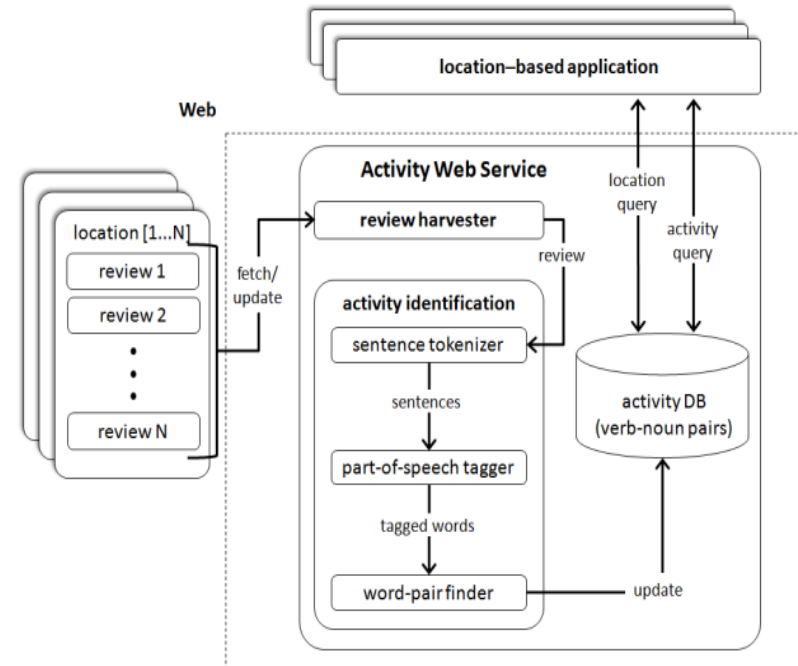 location–based application
Web
Activity Web Service
location
query
activity
query
location [1...N]
review 1
review 2
review N
fetch/
update
review harvester
review
activity identification
sentence tokenizer
sentences
part-of-speech tagger
tagged words
word-pair finder
activity DB
(verb-noun pairs)
update